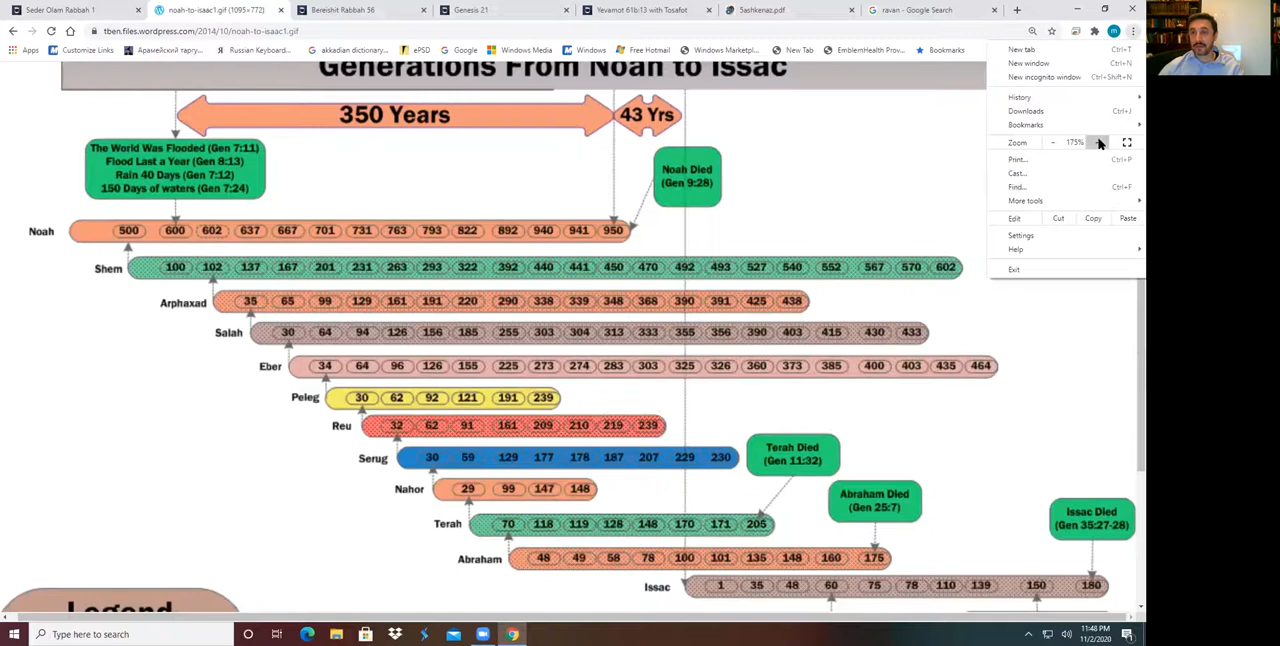 Seder Olam Rabbah 1
noah-to-isaac1.gif (1095×772)
Bereishit Rabbah 56
Genesis 21
Yevamot 61b:13 with Tosafot
Sashkenaz.pdf
ravan - Google Search
tben.files.wordpress.com/2014/10/noah-to-isaac1.gif
m
Apps
Customize Links
Арамейский таргу...
Russian Keyboard...
akkadian dictionary...
ePSD
Google
Windows Media
Windows
Free Hotmail
Windows Marketpl...
New Tab
EmblemHealth Pro...
Bookmarks
New tab Ctrl+T
New window Ctrl+N
New incognito window Ctrl+Shift+N
History
Downloads Ctrl+J
Bookmarks
Zoom - 175%
Print... Ctrl+P
Cast...
Find... Ctrl+F
More tools
Edit Cut Copy Paste
Settings
Help
Exit
Generations From Noah to Issac
350 Years
43 Yrs
The World Was Flooded (Gen 7:11)
Flood Last a Year (Gen 8:13)
Rain 40 Days (Gen 7:12)
150 Days of waters (Gen 7:24)
Noah Died
(Gen 9:28)
Noah 500 600 602 637 667 701 731 763 793 822 892 940 941 950
Shem 100 102 137 167 201 231 263 293 322 392 440 441 450 470 492 493 527 540 552 567 570 602
Arphaxad 35 65 99 129 161 191 220 290 338 339 348 368 390 391 425 438
Salah 30 64 94 126 156 185 255 303 304 313 333 355 356 390 403 415 430 433
Eber 34 64 96 126 155 225 273 274 283 303 325 326 360 373 385 400 403 435 464
Peleg 30 62 92 121 191 239
Reu 32 62 91 161 209 210 219 239
Serug 30 59 129 177 178 187 207 229 230
Terah Died
(Gen 11:32)
Nahor 29 99 147 148
Abraham Died
(Gen 25:7)
Issac Died
(Gen 35:27-28)
Terah 70 118 119 128 148 170 171 205
Abraham 48 49 58 78 100 101 135 148 160 175
Issac 1 35 48 60 75 78 110 139 150 180
Legend
Type here to search
11:48 PM
11/2/2020